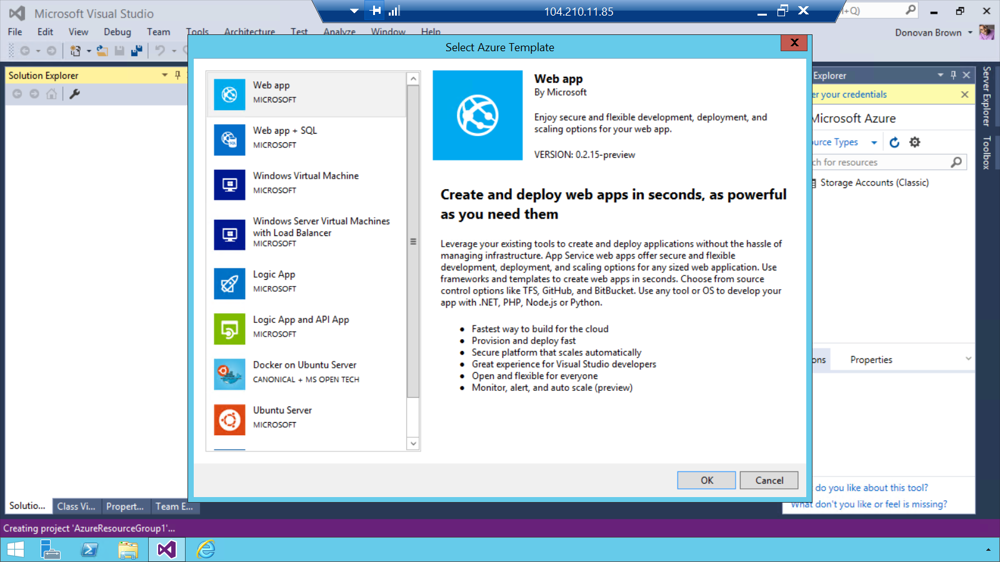 Microsoft Visual Studio
104.210.11.85
+Q)
File Edit View Debug Team Tools Architecture Test Analyze Window Help
Donovan Brown
Select Azure Template
X
Solution Explorer
Web app
MICROSOFT
Web app + SQL
MICROSOFT
Windows Virtual Machine
MICROSOFT
Windows Server Virtual Machines
with Load Balancer
MICROSOFT
Logic App
MICROSOFT
Logic App and API App
MICROSOFT
Docker on Ubuntu Server
CANONICAL + MS OPEN TECH
Ubuntu Server
MICROSOFT
Web app
By Microsoft
Enjoy secure and flexible development, deployment, and
scaling options for your web app.
VERSION: 0.2.15-preview
Create and deploy web apps in seconds, as powerful
as you need them
Leverage your existing tools to create and deploy applications without the hassle of
managing infrastructure. App Service web apps offer secure and flexible
development, deployment, and scaling options for any sized web application. Use
frameworks and templates to create web apps in seconds. Choose from source
control options like TFS, GitHub, and BitBucket. Use any tool or OS to develop your
app with .NET, PHP, Node.js or Python.
• Fastest way to build for the cloud
• Provision and deploy fast
• Secure platform that scales automatically
• Great experience for Visual Studio developers
• Open and flexible for everyone
• Monitor, alert, and auto scale (preview)
OK Cancel
Explorer
er your credentials
Microsoft Azure
urce Types
ch for resources
Storage Accounts (Classic)
ons Properties
do you like about this tool?
What don't you like or feel is missing?
Server Explorer
Toolbox
Solutio... Class Vi... Propert... Team E...
Creating project 'AzureResourceGroup1'...